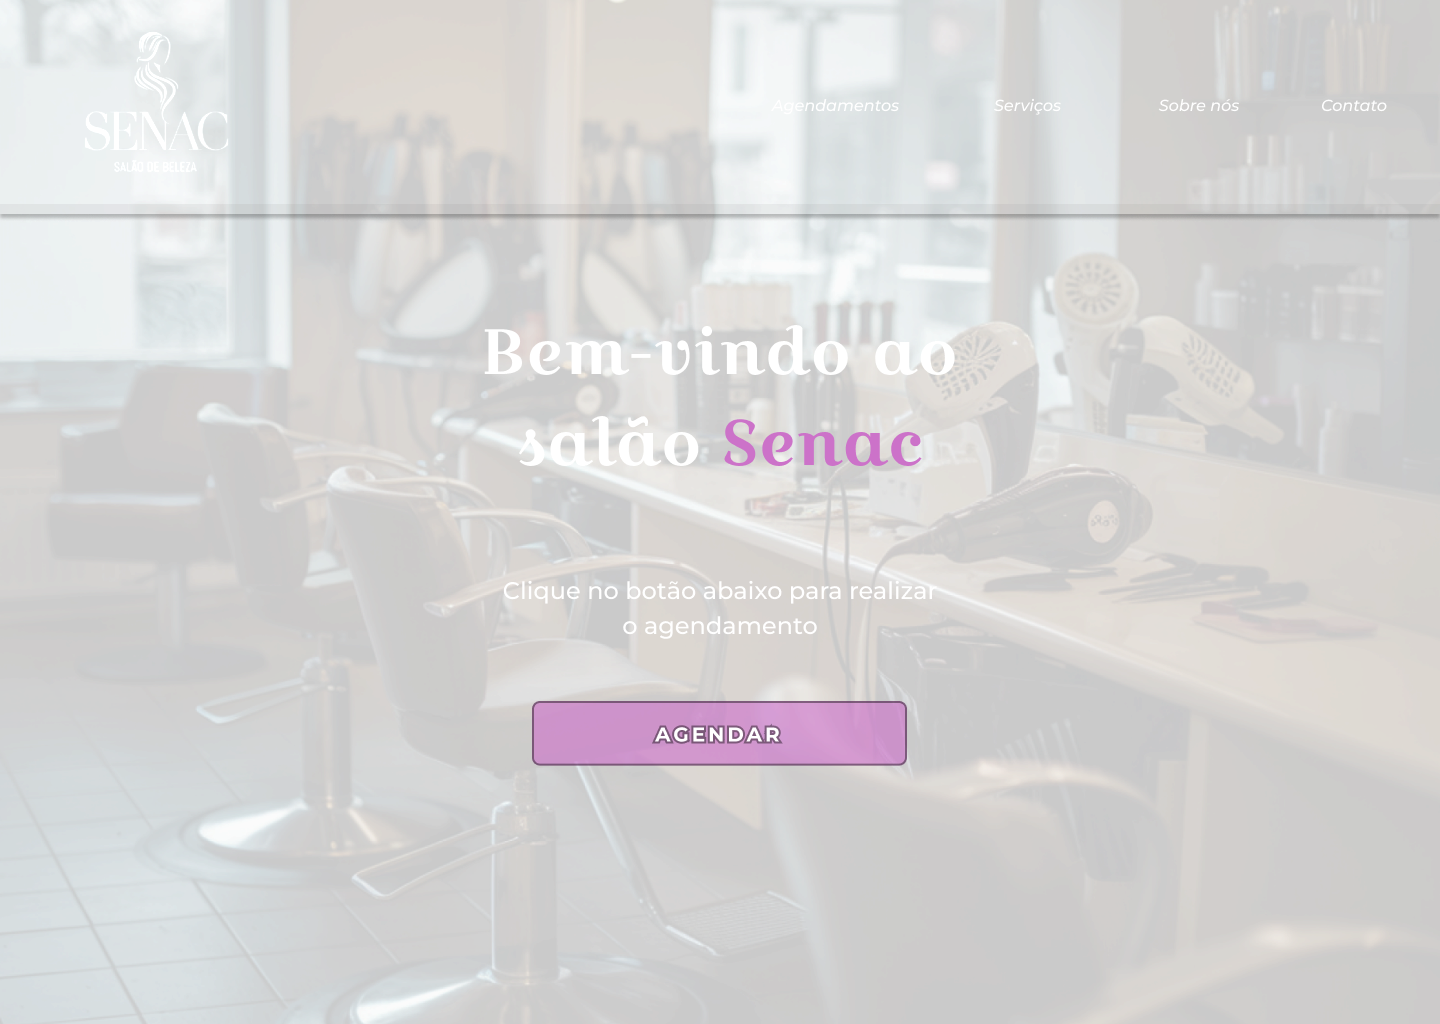 SENAC
SALÃO DE BELEZA
Agendamentos
Serviços
Sobre nós
Contato
Bem-vindo ao
salão Senac
Clique no botão abaixo para realizar
o agendamento
AGENDAR